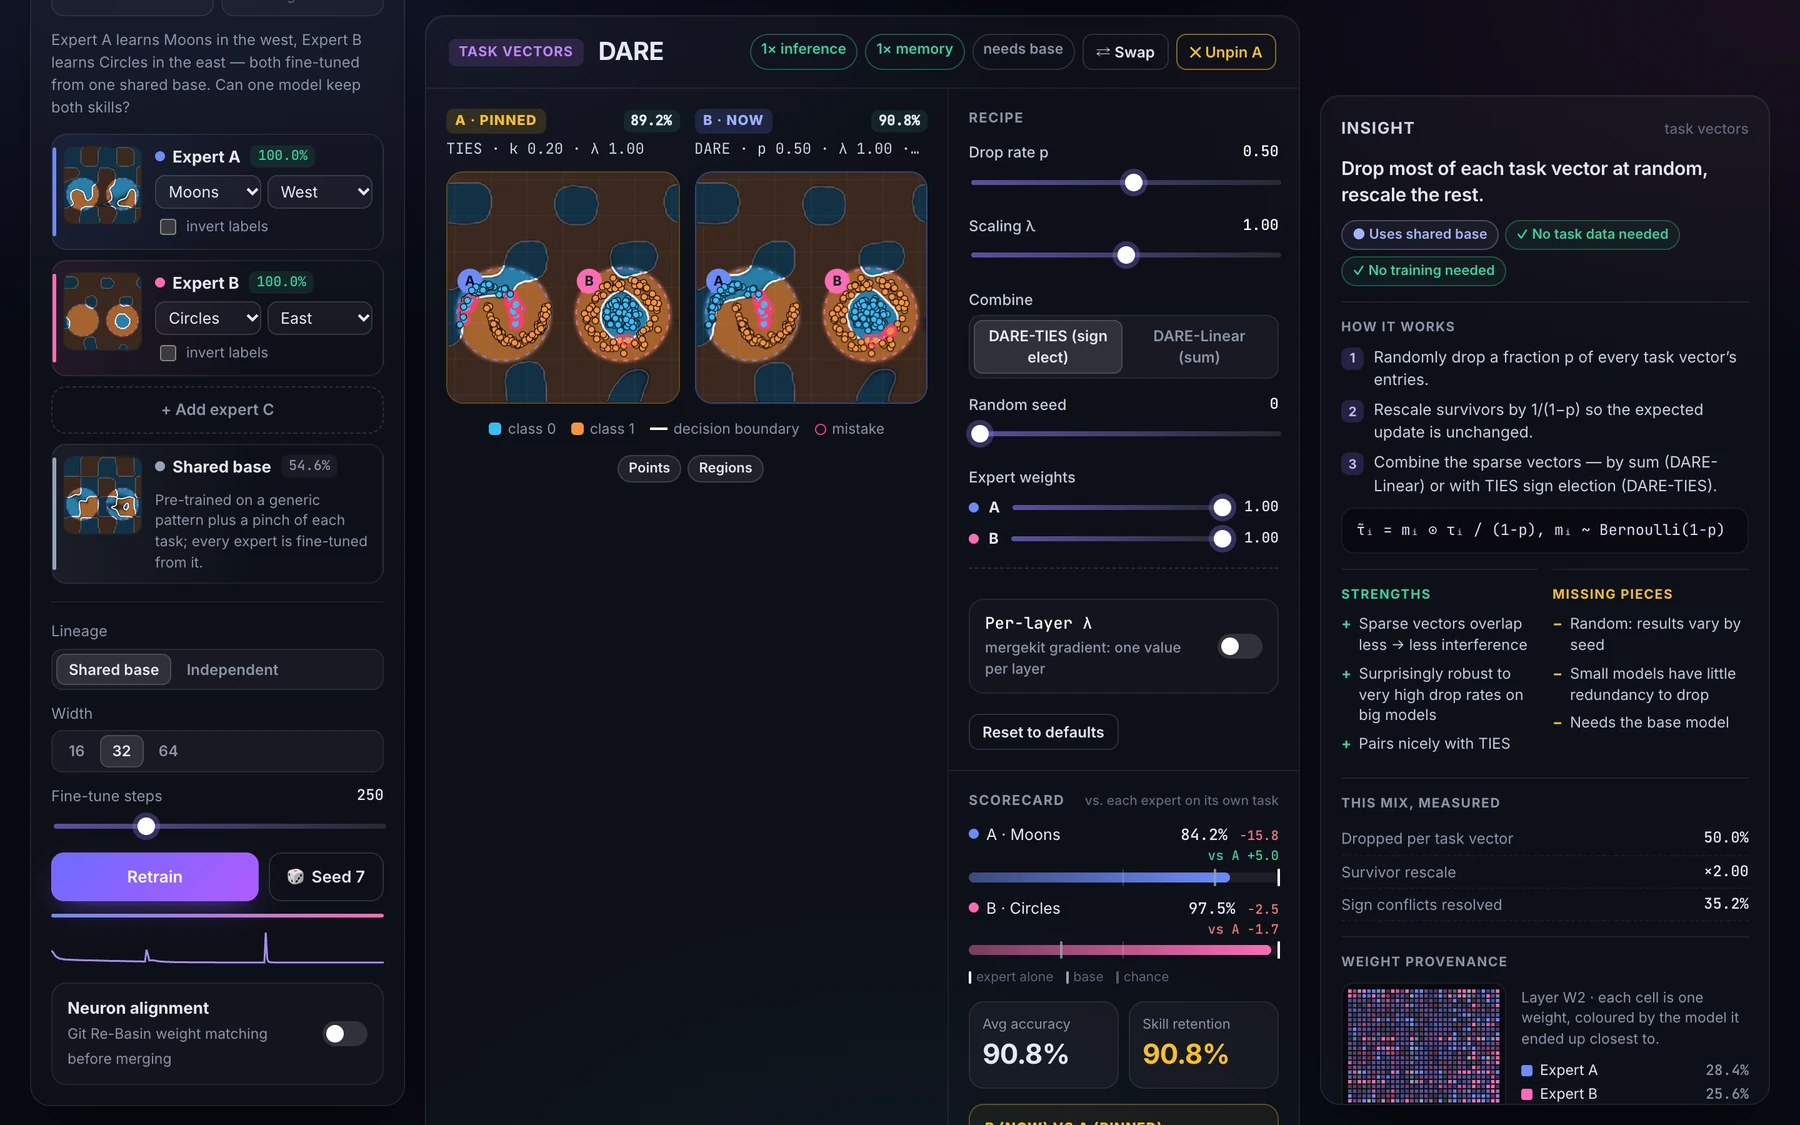 Expert A learns Moons in the west, Expert B
learns Circles in the east — both fine-tuned
from one shared base. Can one model keep
both skills?
Expert A 100.0%
Moons West
invert labels
Expert B 100.0%
Circles East
invert labels
+ Add expert C
Shared base 54.6%
Pre-trained on a generic
pattern plus a pinch of each
task; every expert is fine-tuned
from it.
Lineage
Shared base Independent
Width
16 32 64
Fine-tune steps 250
Retrain
Seed 7
Neuron alignment
Git Re-Basin weight matching
before merging
TASK VECTORS DARE
1× inference 1× memory needs base ⇄ Swap ✕ Unpin A
A · PINNED 89.2%
TIES · k 0.20 · λ 1.00
B · NOW 90.8%
DARE · p 0.50 · λ 1.00 ·…
A B
A B
class 0 class 1 decision boundary mistake
Points Regions
RECIPE
Drop rate p 0.50
Scaling λ 1.00
Combine
DARE-TIES (sign
elect)
DARE-Linear
(sum)
Random seed 0
Expert weights
A 1.00
B 1.00
Per-layer λ
mergekit gradient: one value
per layer
Reset to defaults
SCORECARD vs. each expert on its own task
A · Moons 84.2% -15.8
vs A +5.0
B · Circles 97.5% -2.5
vs A -1.7
expert alone base chance
Avg accuracy
90.8%
Skill retention
90.8%
B (NOW) VS A (PINNED)
INSIGHT task vectors
Drop most of each task vector at random,
rescale the rest.
Uses shared base ✓ No task data needed
✓ No training needed
HOW IT WORKS
1 Randomly drop a fraction p of every task vector’s
entries.
2 Rescale survivors by 1/(1−p) so the expected
update is unchanged.
3 Combine the sparse vectors — by sum (DARE-
Linear) or with TIES sign election (DARE-TIES).
τ̃ᵢ = mᵢ ⊙ τᵢ / (1-p), mᵢ ~ Bernoulli(1-p)
STRENGTHS
+ Sparse vectors overlap
less → less interference
+ Surprisingly robust to
very high drop rates on
big models
+ Pairs nicely with TIES
MISSING PIECES
– Random: results vary by
seed
– Small models have little
redundancy to drop
– Needs the base model
THIS MIX, MEASURED
Dropped per task vector 50.0%
Survivor rescale ×2.00
Sign conflicts resolved 35.2%
WEIGHT PROVENANCE
Layer W2 · each cell is one
weight, coloured by the model it
ended up closest to.
Expert A 28.4%
Expert B 25.6%